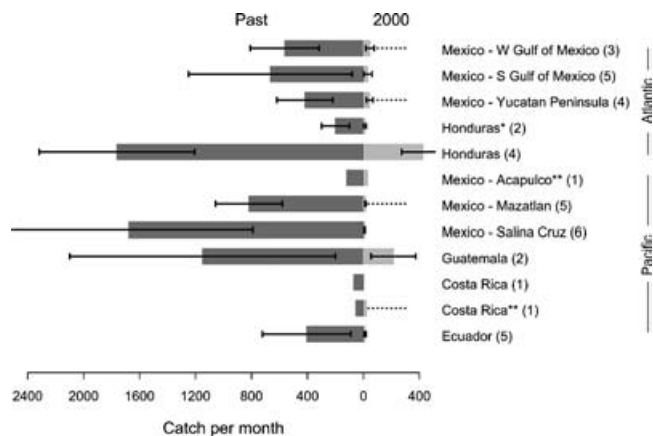 Past 2000
Mexico - W Gulf of Mexico (3)
Mexico - S Gulf of Mexico (5)
Mexico - Yucatan Peninsula (4)
Honduras* (2)
Honduras (4)
Atlantic
Mexico - Acapulco** (1)
Mexico - Mazatlan (5)
Mexico - Salina Cruz (6)
Guatemala (2)
Costa Rica (1)
Costa Rica** (1)
Ecuador (5)
Pacific
2400 2000 1600 1200 800 400 0 400
Catch per month